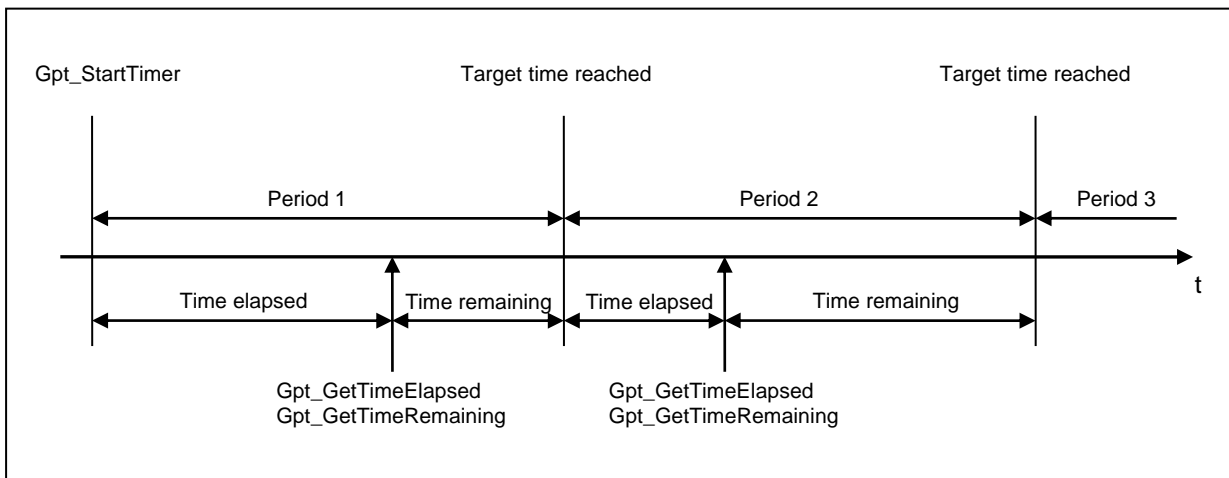 Gpt_StartTimer
Target time reached
Target time reached
Period 1
Period 2
Period 3
t
Time elapsed
Time remaining
Time elapsed
Time remaining
Gpt_GetTimeElapsed
Gpt_GetTimeRemaining
Gpt_GetTimeElapsed
Gpt_GetTimeRemaining